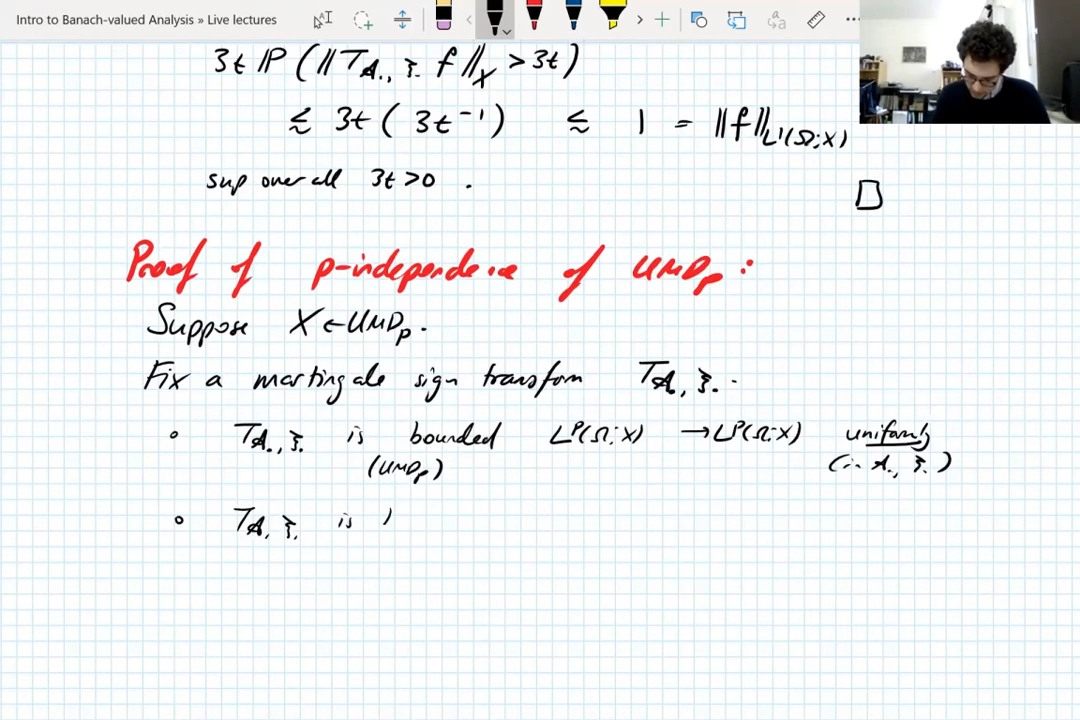 Intro to Banach-valued Analysis » Live lectures
3t ℙ(‖T_{𝒜., ξ.} f‖_X > 3t)
≲ 3t(3t⁻¹) ≲ 1 = ‖f‖_{L¹(Ω;X)}
sup over all 3t>0 .
□
Proof of p-independence of UMD_p :
Suppose X ∈ UMD_p.
Fix a martingale sign transform T_{𝒜., ξ.}.
• T_{𝒜., ξ.} is bounded L^p(Ω;X) → L^p(Ω;X) uniformly
(UMD_p) (in 𝒜., ξ.)
• T_{𝒜., ξ.} is